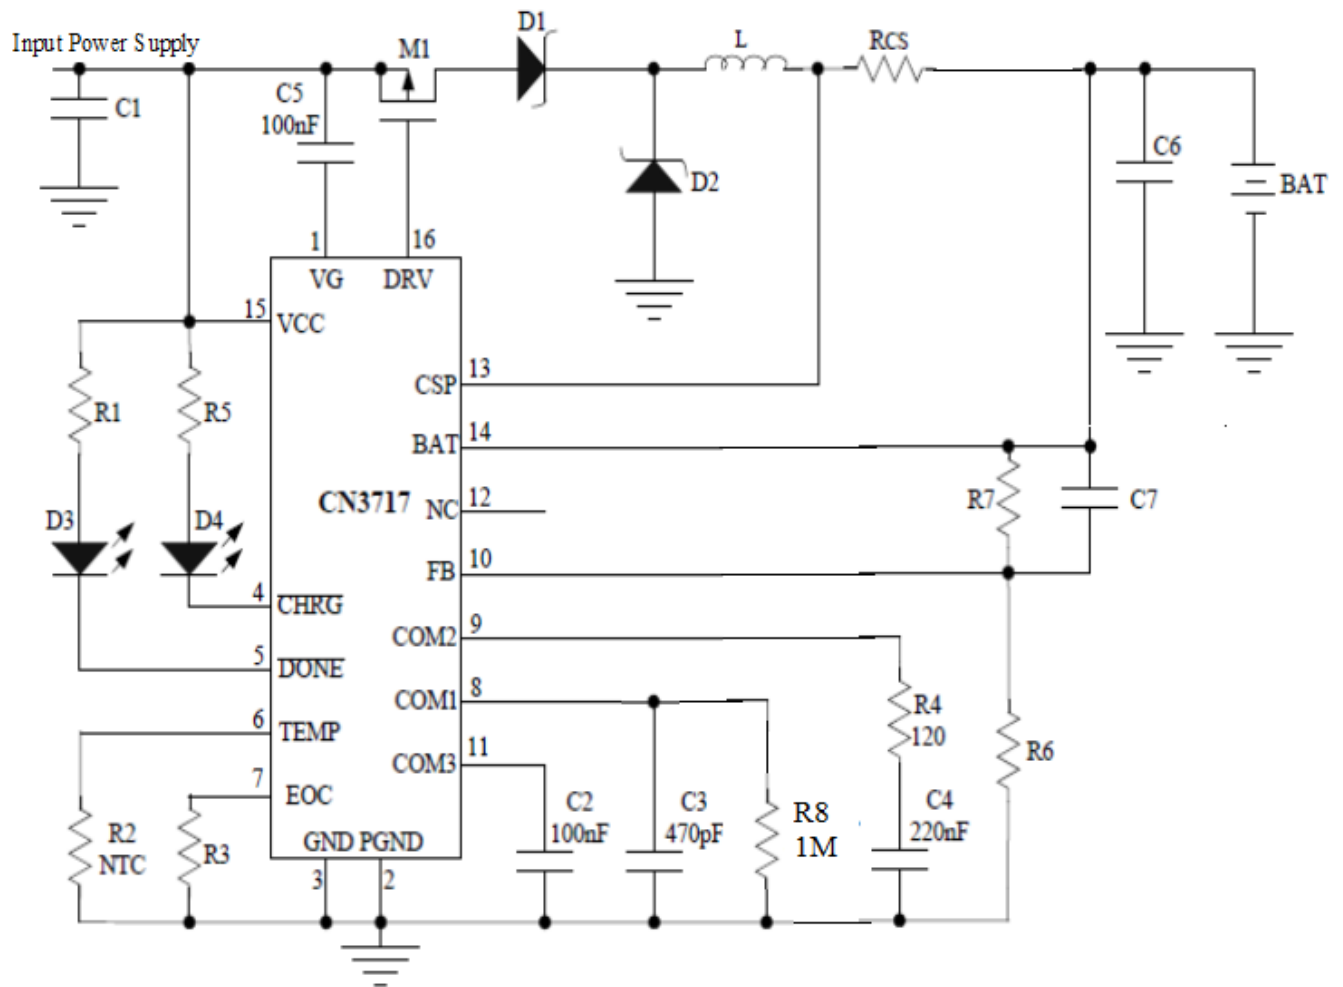 Input Power Supply
D1
M1
L
RCS
C1
C5
100nF
C6
D2
BAT
1
16
VG
DRV
15
VCC
13
CSP
R1
R5
14
BAT
CN3717
12
NC
R7
C7
D3
D4
10
FB
4
CHRG
9
COM2
5
DONE
8
COM1
R4
120
6
TEMP
11
COM3
R6
7
EOC
C2
100nF
C3
470pF
R8
1M
C4
220nF
R2
NTC
R3
GND PGND
3
2